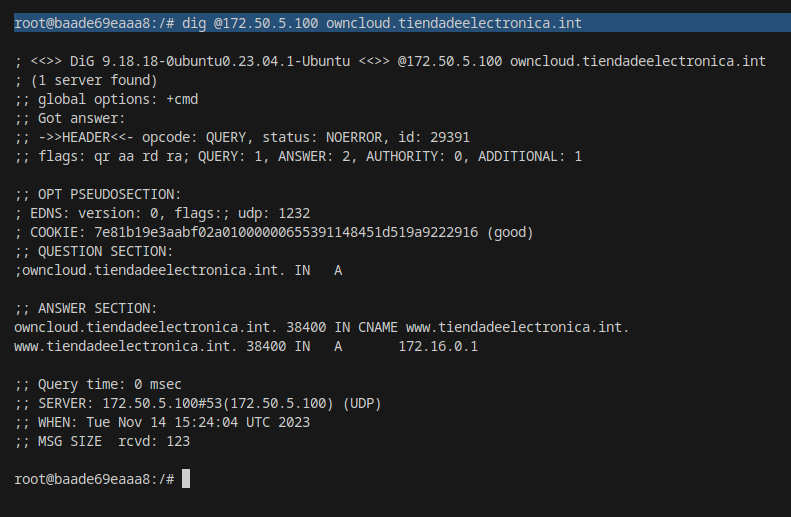 root@baade69eaaa8:/# dig @172.50.5.100 owncloud.tiendadeelectronica.int
; <<>> DiG 9.18.18-0ubuntu0.23.04.1-Ubuntu <<>> @172.50.5.100 owncloud.tiendadeelectronica.int
; (1 server found)
;; global options: +cmd
;; Got answer:
;; ->>HEADER<<- opcode: QUERY, status: NOERROR, id: 29391
;; flags: qr aa rd ra; QUERY: 1, ANSWER: 2, AUTHORITY: 0, ADDITIONAL: 1
;; OPT PSEUDOSECTION:
; EDNS: version: 0, flags:; udp: 1232
; COOKIE: 7e81b19e3aabf02a01000000655391148451d519a9222916 (good)
;; QUESTION SECTION:
;owncloud.tiendadeelectronica.int. IN   A
;; ANSWER SECTION:
owncloud.tiendadeelectronica.int. 38400 IN CNAME www.tiendadeelectronica.int.
www.tiendadeelectronica.int. 38400 IN   A       172.16.0.1
;; Query time: 0 msec
;; SERVER: 172.50.5.100#53(172.50.5.100) (UDP)
;; WHEN: Tue Nov 14 15:24:04 UTC 2023
;; MSG SIZE  rcvd: 123
root@baade69eaaa8:/#